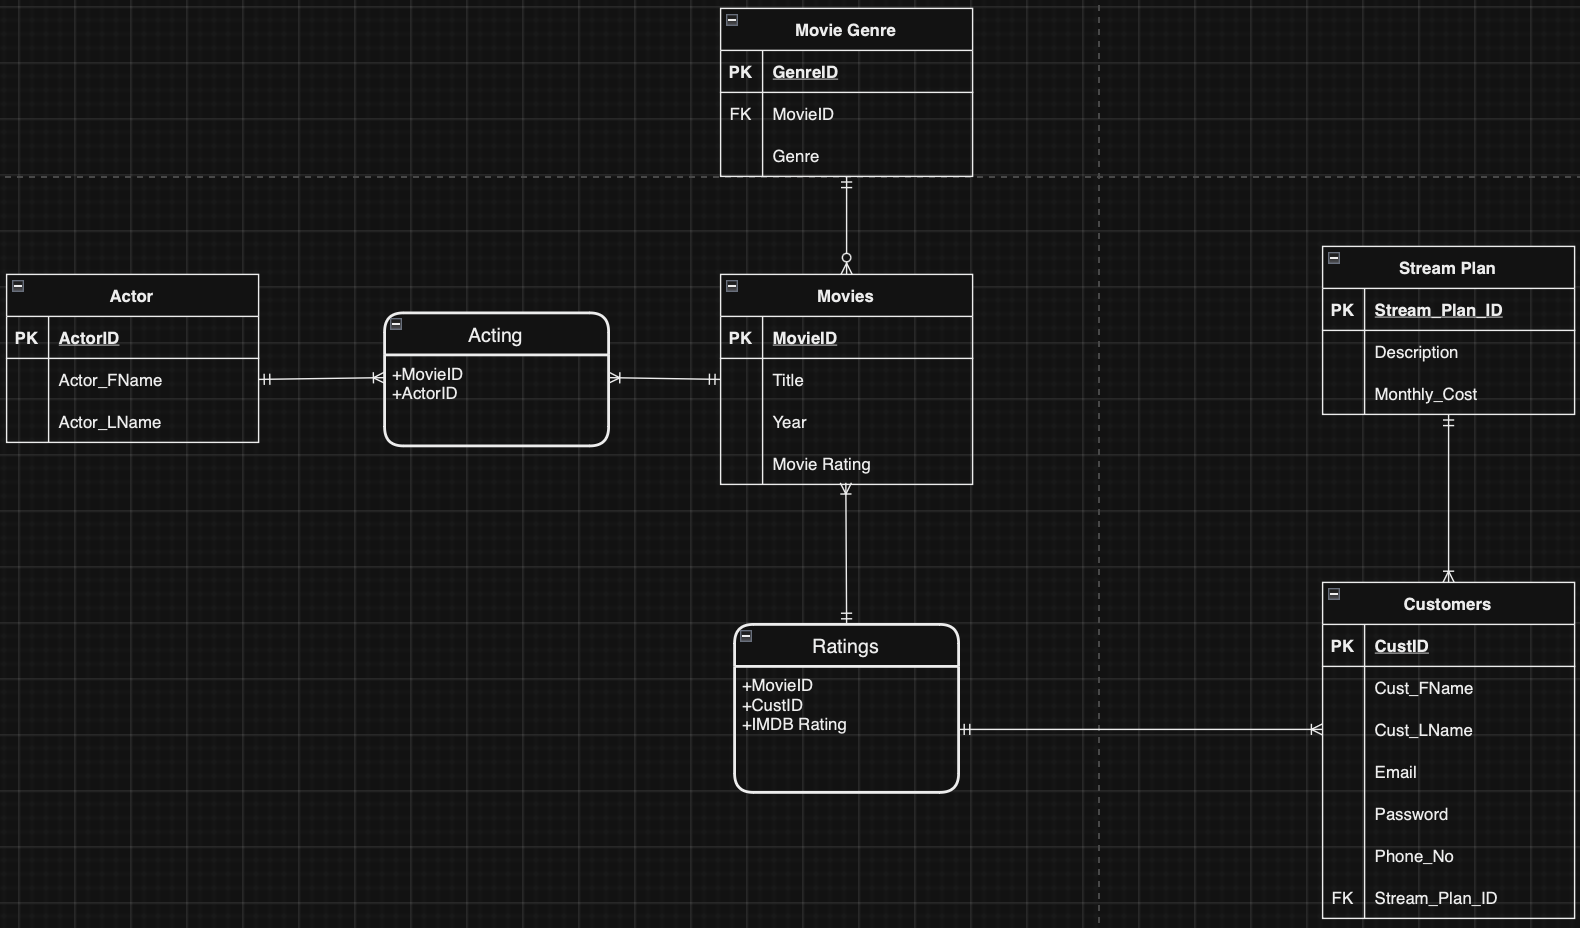 Movie Genre
PK GenreID
FK MovieID
Genre
Actor
PK ActorID
Actor_FName
Actor_LName
Acting
+MovieID
+ActorID
Movies
PK MovieID
Title
Year
Movie Rating
Stream Plan
PK Stream_Plan_ID
Description
Monthly_Cost
Ratings
+MovieID
+CustID
+IMDB Rating
Customers
PK CustID
Cust_FName
Cust_LName
Email
Password
Phone_No
FK Stream_Plan_ID